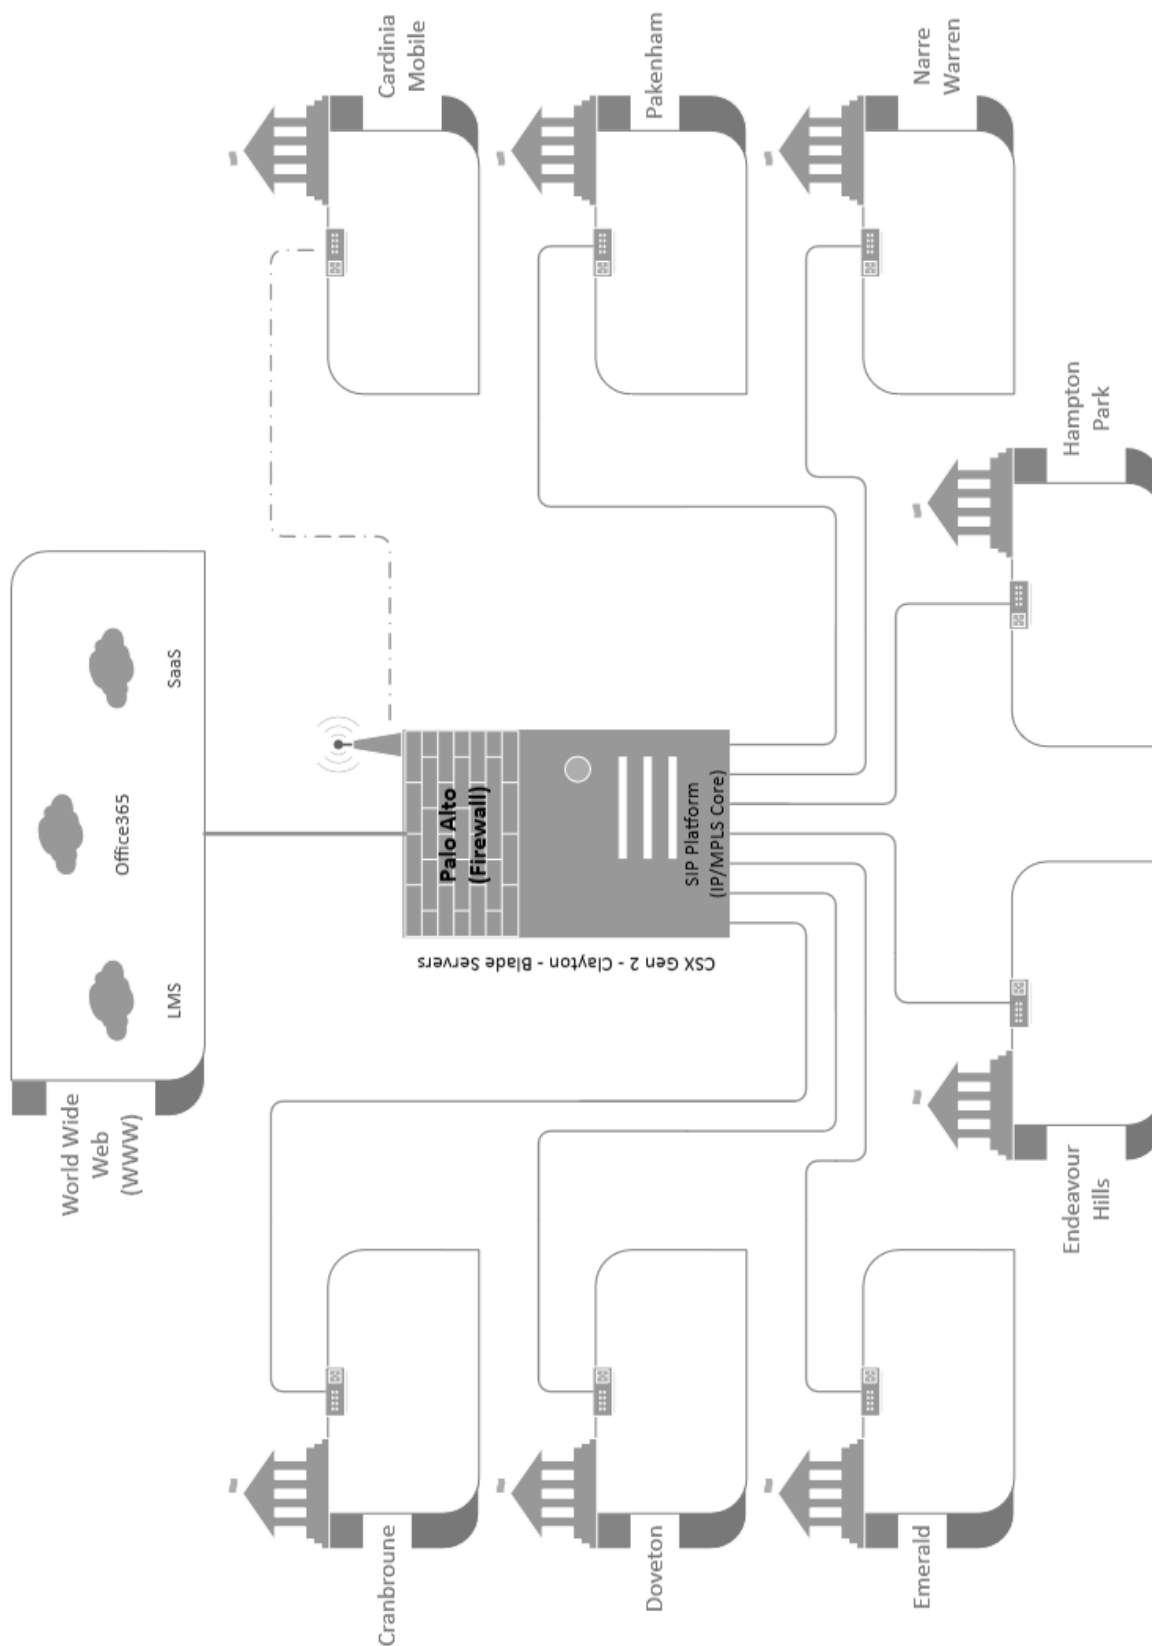 World Wide
Web
(WWW)
LMS
Office365
SaaS
Palo Alto
(Firewall)
SIP Platform
(IP/MPLS Core)
CSX Gen 2 - Clayton - Blade Servers
Cranbroune
Doveton
Emerald
Endeavour
Hills
Hampton
Park
Cardinia
Mobile
Pakenham
Narre
Warren